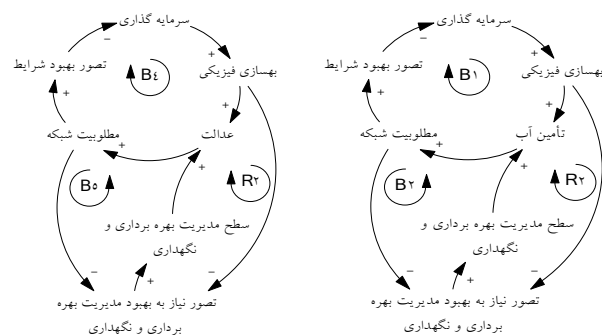 سرمایه گذاری
تصور بهبود شرایط
B٤
بهسازی فیزیکی
مطلوبیت شبکه
عدالت
B٥
R٢
سطح مدیریت بهره برداری و
نگهداری
تصور نیاز به بهبود مدیریت بهره
برداری و نگهداری
+
+
+
+
+
+
−
−
−
سرمایه گذاری
تصور بهبود شرایط
B١
بهسازی فیزیکی
مطلوبیت شبکه
تأمین آب
B٢
R٢
سطح مدیریت بهره برداری و
نگهداری
تصور نیاز به بهبود مدیریت بهره
برداری و نگهداری
+
+
+
+
+
+
−
−
−